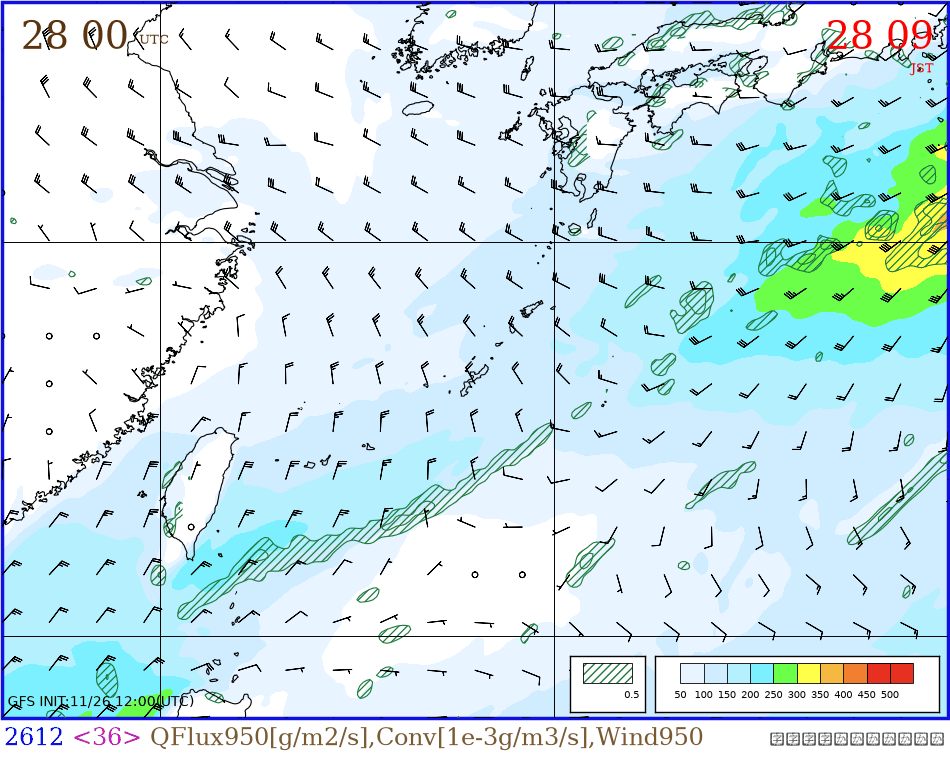 28 00 UTC
28 09
JST
0.5
50 100 150 200 250 300 350 400 450 500
GFS INIT:11/26 12:00(UTC)
2612 <36> QFlux950[g/m2/s],Conv[1e-3g/m3/s],Wind950